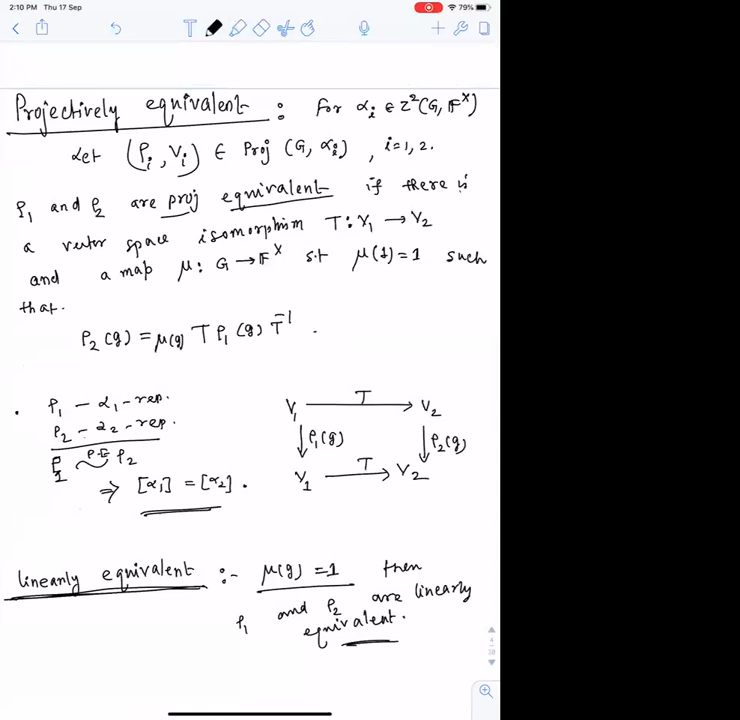 2:10 PM Thu 17 Sep
79%
Projectively equivalent : For αᵢ ∈ Z²(G, F^×)
Let (ρᵢ, Vᵢ) ∈ Proj (G, αᵢ) , i=1, 2.
ρ₁ and ρ₂ are proj equivalent if there is
a vector space isomorphism T: V₁ → V₂
and a map μ: G → F^× s.t μ(1)=1 such
that.
ρ₂(g) = μ(g) T ρ₁(g) T⁻¹ .
• ρ₁ - α₁-rep.
ρ₂ - α₂-rep.
ρ₁ ~ ρ₂
⇒ [α₁] = [α₂] .
V₁ T V₂
ρ₁(g) ρ₂(g)
V₁ T V₂
linearly equivalent :- μ(g) = 1 then
ρ₁ and ρ₂ are linearly
equivalent.